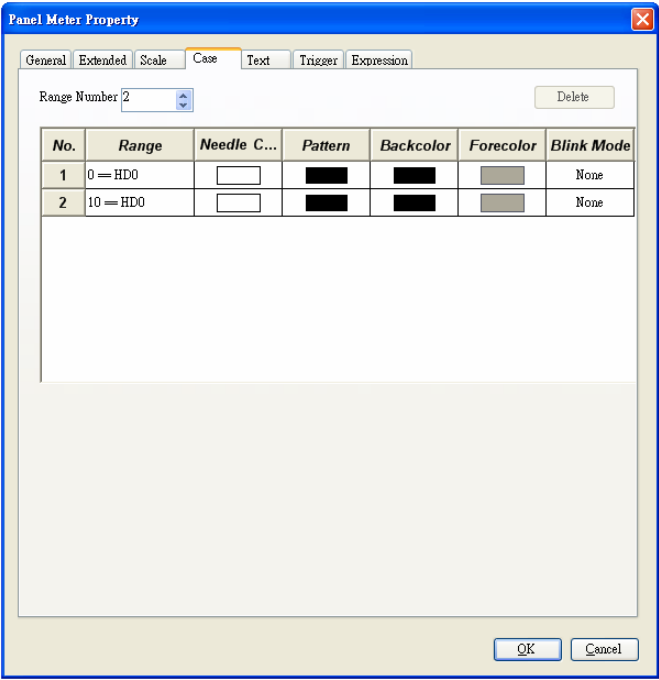 Panel Meter Property
General Extended Scale Case Text Trigger Expression
Range Number 2 Delete
No. Range Needle C... Pattern Backcolor Forecolor Blink Mode
1 0 == HD0 None
2 10 == HD0 None
OK Cancel